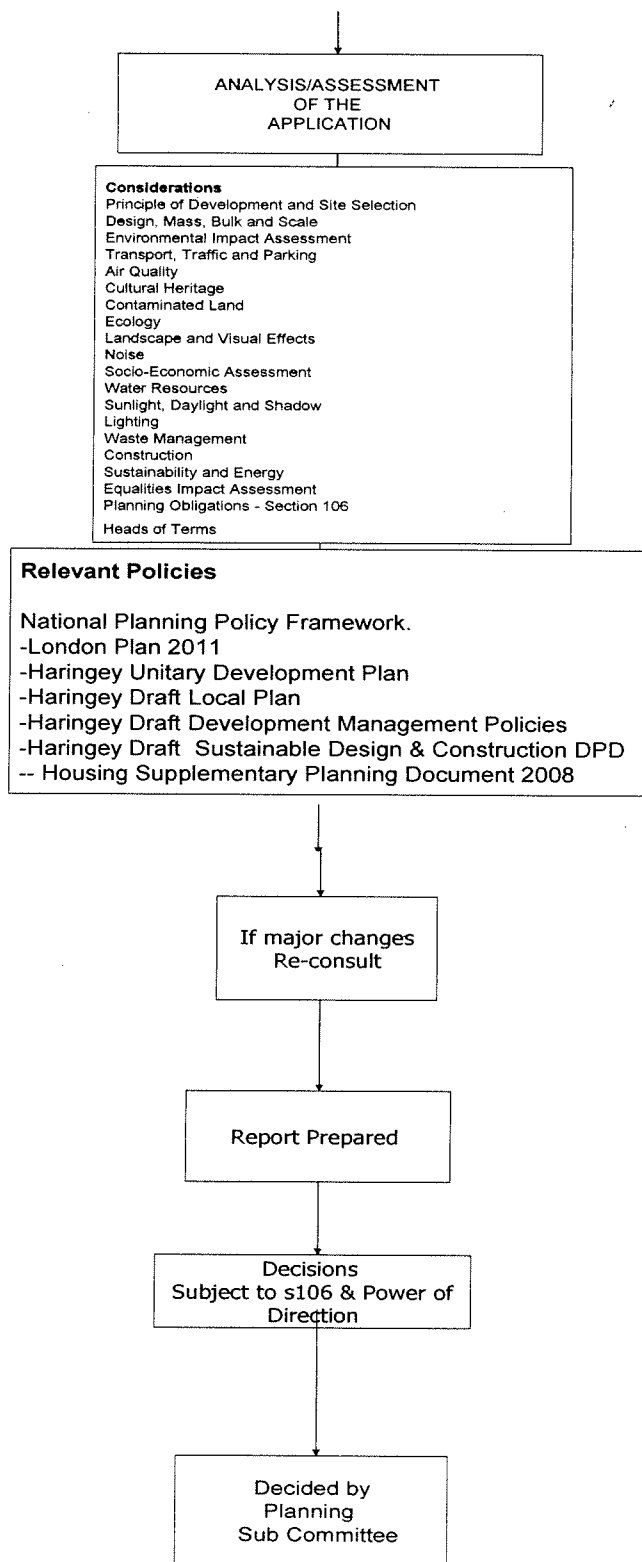 ANALYSIS/ASSESSMENT
OF THE
APPLICATION
Considerations
Principle of Development and Site Selection
Design, Mass, Bulk and Scale
Environmental Impact Assessment
Transport, Traffic and Parking
Air Quality
Cultural Heritage
Contaminated Land
Ecology
Landscape and Visual Effects
Noise
Socio-Economic Assessment
Water Resources
Sunlight, Daylight and Shadow
Lighting
Waste Management
Construction
Sustainability and Energy
Equalities Impact Assessment
Planning Obligations - Section 106
Heads of Terms
Relevant Policies
National Planning Policy Framework.
-London Plan 2011
-Haringey Unitary Development Plan
-Haringey Draft Local Plan
-Haringey Draft Development Management Policies
-Haringey Draft  Sustainable Design & Construction DPD
-- Housing Supplementary Planning Document 2008
If major changes
Re-consult
Report Prepared
Decisions
Subject to s106 & Power of
Direction
Decided by
Planning
Sub Committee